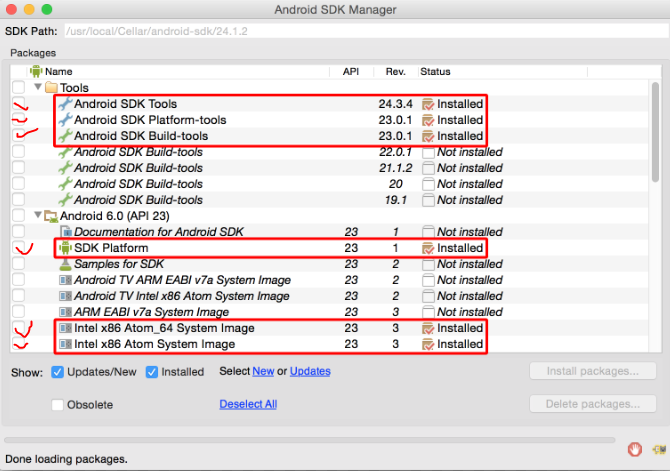 Android SDK Manager
SDK Path: /usr/local/Cellar/android-sdk/24.1.2
Packages
Name API Rev. Status
Tools
Android SDK Tools 24.3.4 Installed
Android SDK Platform-tools 23.0.1 Installed
Android SDK Build-tools 23.0.1 Installed
Android SDK Build-tools 22.0.1 Not installed
Android SDK Build-tools 21.1.2 Not installed
Android SDK Build-tools 20 Not installed
Android SDK Build-tools 19.1 Not installed
Android 6.0 (API 23)
Documentation for Android SDK 23 1 Not installed
SDK Platform 23 1 Installed
Samples for SDK 23 2 Not installed
Android TV ARM EABI v7a System Image 23 2 Not installed
Android TV Intel x86 Atom System Image 23 2 Not installed
ARM EABI v7a System Image 23 3 Not installed
Intel x86 Atom_64 System Image 23 3 Installed
Intel x86 Atom System Image 23 3 Installed
Show: Updates/New Installed Select New or Updates Install packages...
Obsolete Deselect All Delete packages...
Done loading packages.